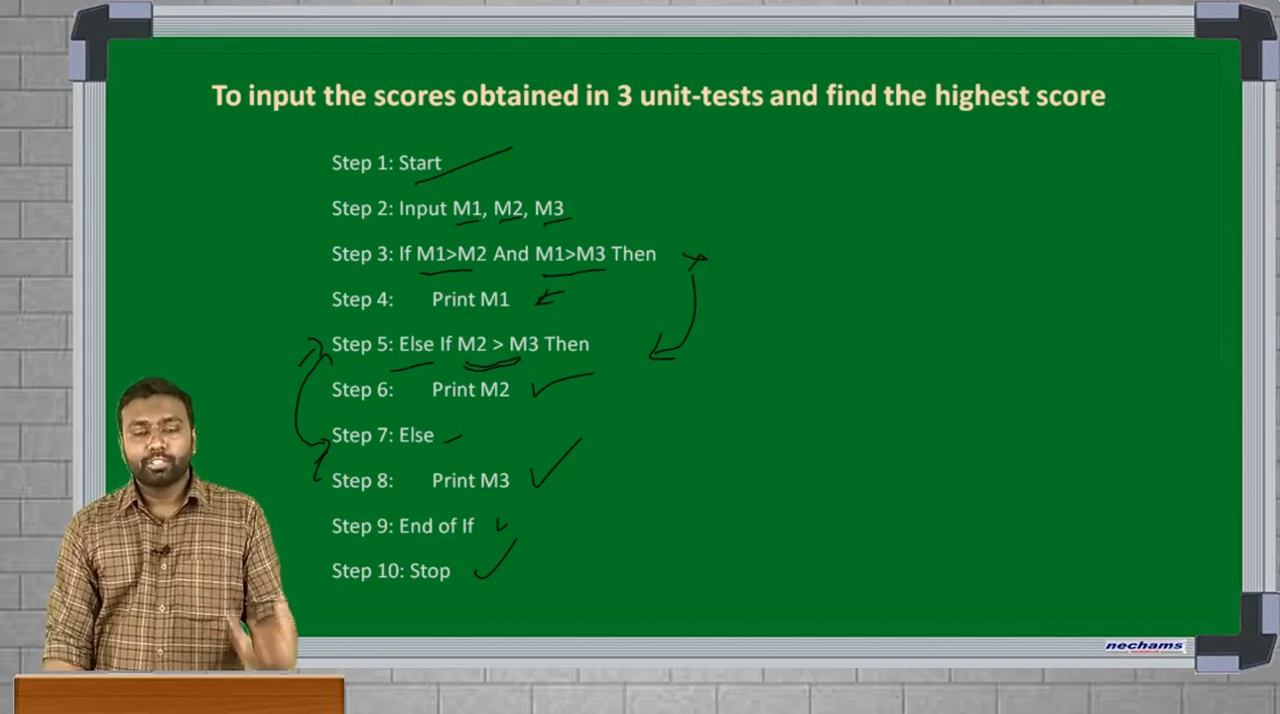 To input the scores obtained in 3 unit-tests and find the highest score
Step 1: Start
Step 2: Input M1, M2, M3
Step 3: If M1>M2 And M1>M3 Then
Step 4: Print M1
Step 5: Else If M2 > M3 Then
Step 6: Print M2
Step 7: Else
Step 8: Print M3
Step 9: End of If
Step 10: Stop
nechams